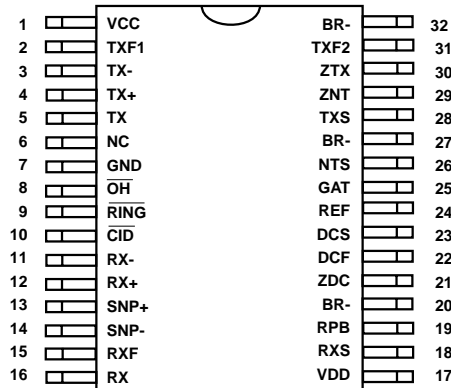 1 VCC BR- 32
2 TXF1 TXF2 31
3 TX- ZTX 30
4 TX+ ZNT 29
5 TX TXS 28
6 NC BR- 27
7 GND NTS 26
8 OH GAT 25
9 RING REF 24
10 CID DCS 23
11 RX- DCF 22
12 RX+ ZDC 21
13 SNP+ BR- 20
14 SNP- RPB 19
15 RXF RXS 18
16 RX VDD 17